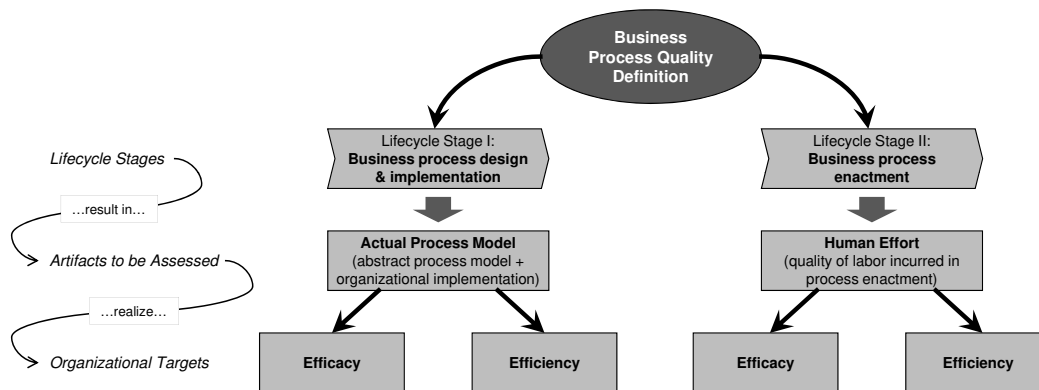 Business
Process Quality
Definition
Lifecycle Stage I:
Business process design
& implementation
Lifecycle Stage II:
Business process
enactment
Lifecycle Stages
…result in…
Actual Process Model
(abstract process model +
organizational implementation)
Human Effort
(quality of labor incurred in
process enactment)
Artifacts to be Assessed
…realize…
Organizational Targets
Efficacy
Efficiency
Efficacy
Efficiency